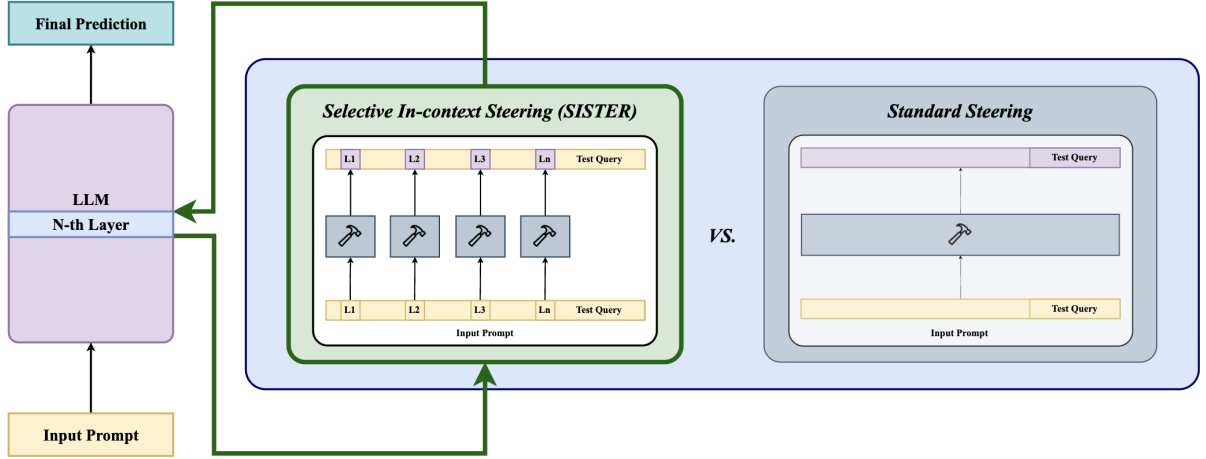 Final Prediction
LLM
N-th Layer
Input Prompt
Selective In-context Steering (SISTER)
L1 L2 L3 Ln Test Query
L1 L2 L3 Ln Test Query
Input Prompt
VS.
Standard Steering
Test Query
Test Query
Input Prompt